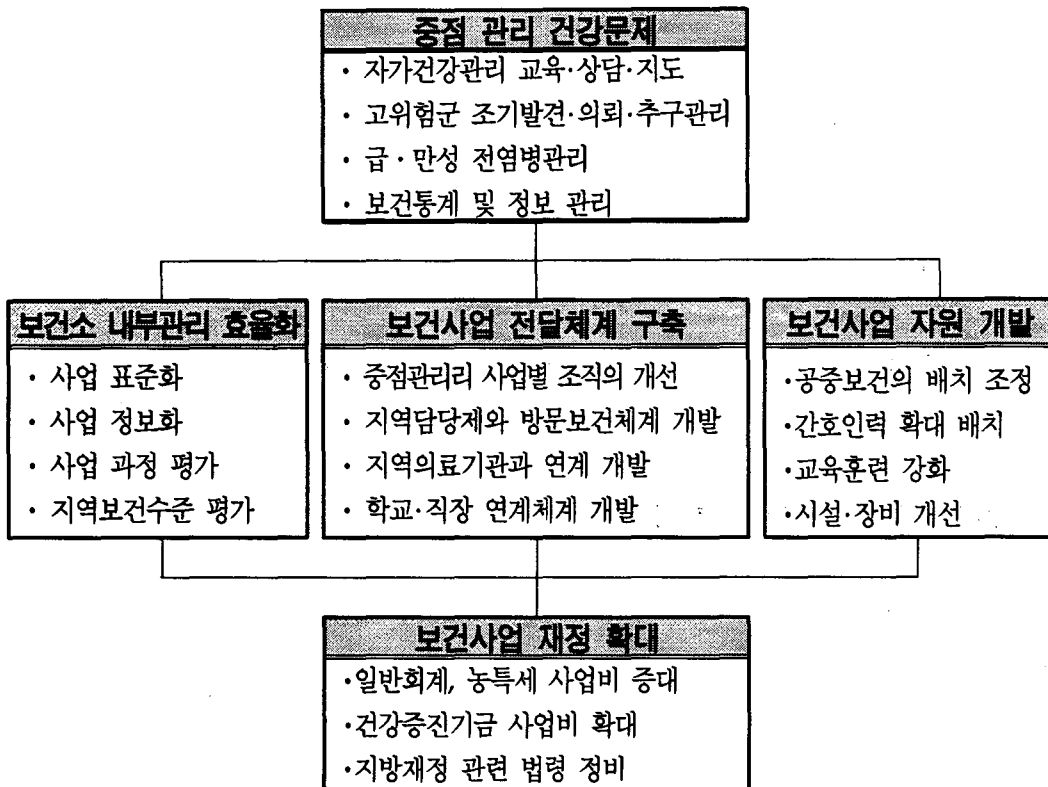 중점 관리 건강문제
· 자가건강관리 교육·상담·지도
· 고위험군 조기발견·의뢰·추구관리
· 급·만성 전염병관리
· 보건통계 및 정보 관리
보건소 내부관리 효율화
· 사업 표준화
· 사업 정보화
· 사업 과정 평가
· 지역보건수준 평가
보건사업 전달체계 구축
· 중점관리리 사업별 조직의 개선
· 지역담당제와 방문보건체계 개발
· 지역의료기관과 연계 개발
· 학교·직장 연계체계 개발
보건사업 자원 개발
·공중보건의 배치 조정
·간호인력 확대 배치
·교육훈련 강화
·시설·장비 개선
보건사업 재정 확대
·일반회계, 농특세 사업비 증대
·건강증진기금 사업비 확대
·지방재정 관련 법령 정비